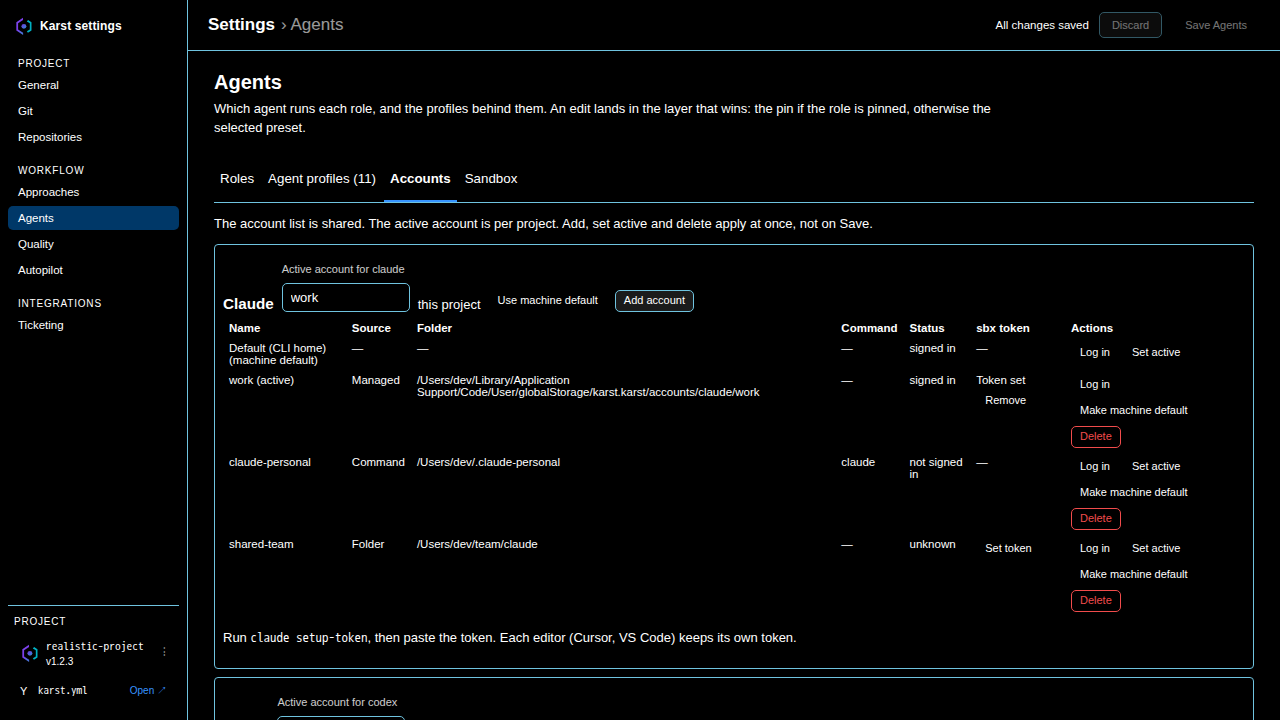 Karst settings
PROJECT
General
Git
Repositories
WORKFLOW
Approaches
Agents
Quality
Autopilot
INTEGRATIONS
Ticketing
PROJECT
realistic-project
v1.2.3
Y karst.yml Open ↗
Settings › Agents
All changes saved Discard Save Agents
Agents
Which agent runs each role, and the profiles behind them. An edit lands in the layer that wins: the pin if the role is pinned, otherwise the
selected preset.
Roles Agent profiles (11) Accounts Sandbox
The account list is shared. The active account is per project. Add, set active and delete apply at once, not on Save.
Active account for claude
Claude work this project Use machine default Add account
Name Source Folder Command Status sbx token Actions
Default (CLI home) — — — signed in — Log in Set active
(machine default)
work (active) Managed /Users/dev/Library/Application — signed in Token set Log in
Support/Code/User/globalStorage/karst.karst/accounts/claude/work Remove
Make machine default
Delete
claude-personal Command /Users/dev/.claude-personal claude not signed — Log in Set active
in
Make machine default
Delete
shared-team Folder /Users/dev/team/claude — unknown Set token Log in Set active
Make machine default
Delete
Run claude setup-token, then paste the token. Each editor (Cursor, VS Code) keeps its own token.
Active account for codex